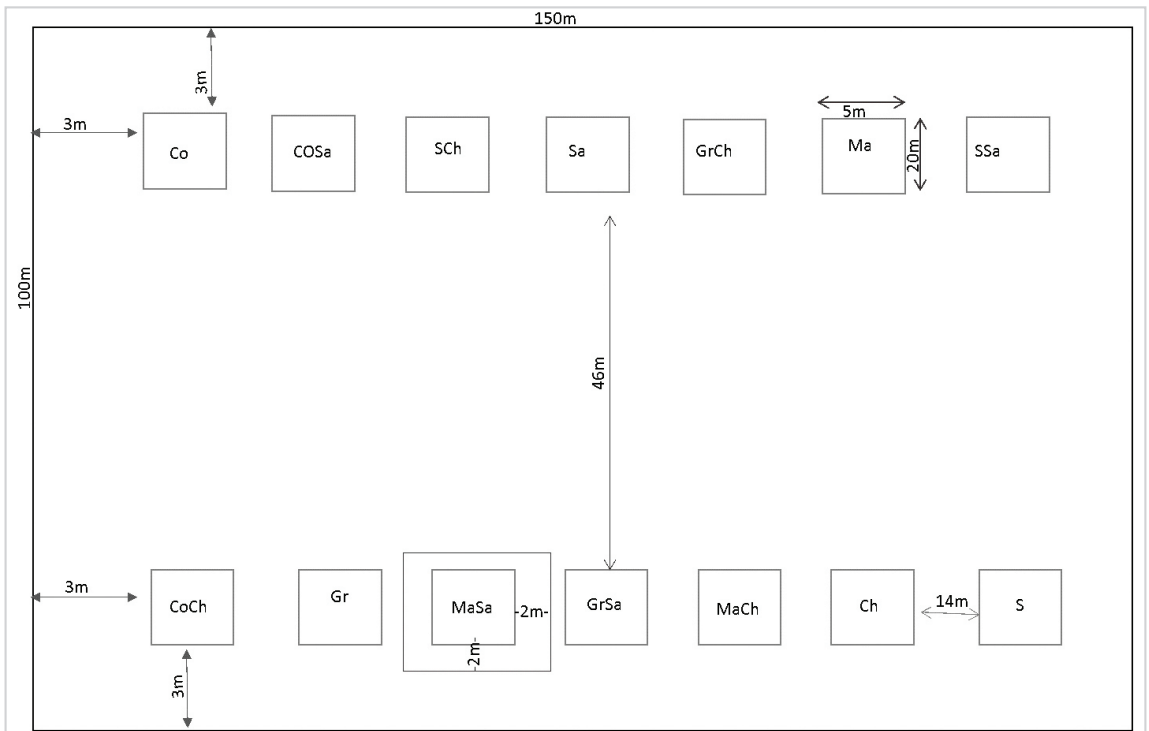 150m
3m
3m
5m
Co
COSa
SCh
Sa
GrCh
Ma
20m
SSa
100m
46m
3m
CoCh
Gr
MaSa
-2m-
-2m-
GrSa
MaCh
Ch
14m
S
3m